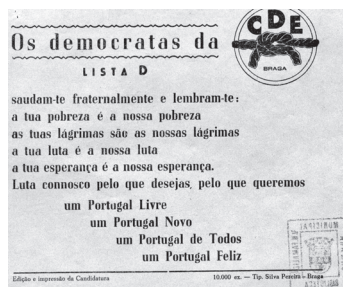 CDE
BRAGA
Os democratas da
LISTA D
saudam-te fraternalmente e lembram-te:
a tua pobreza é a nossa pobreza
as tuas lágrimas são as nossas lágrimas
a tua luta é a nossa luta
a tua esperança é a nossa esperança.
Luta connosco pelo que desejas, pelo que queremos
um Portugal Livre
um Portugal Novo
um Portugal de Todos
um Portugal Feliz
Edição e impressão da Candidatura
10.000 ex. — Tip. Silva Pereira - Braga